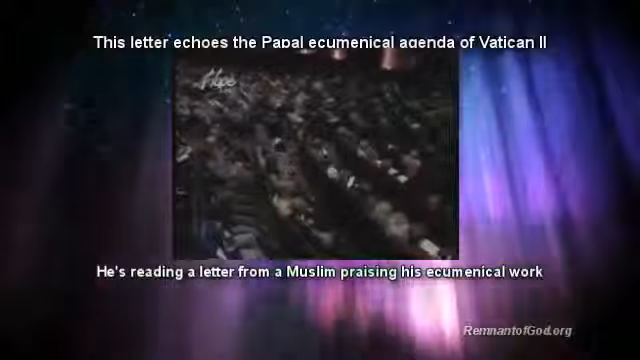 This letter echoes the Papal ecumenical agenda of Vatican II
Hope
He's reading a letter from a Muslim praising his ecumenical work
RemnantofGod.org